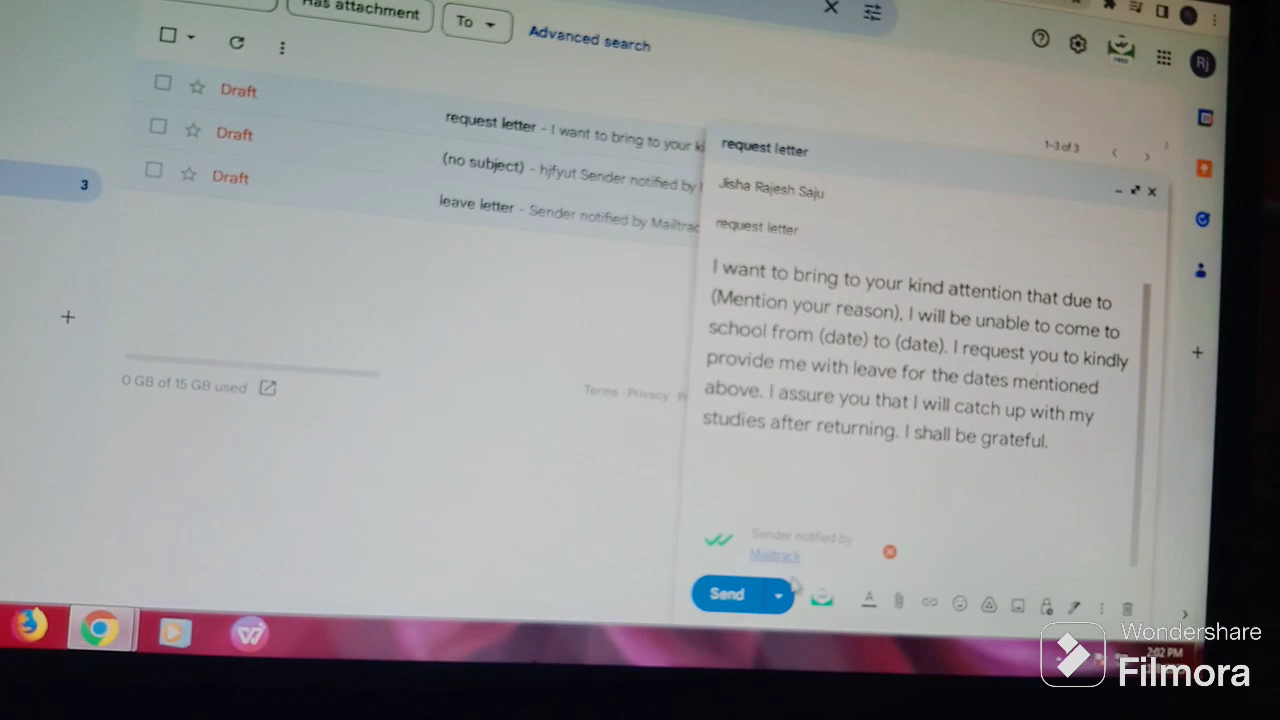 Has attachment
To
Advanced search
Rj
Draft
request letter - I want to bring to your
1-3 of 3
Draft
(no subject) - hjfyut Sender notified by
Draft
leave letter - Sender notified by Mailtrac
3
0 GB of 15 GB used
Terms · Privacy ·
request letter
Jisha Rajesh Saju
request letter
I want to bring to your kind attention that due to
(Mention your reason), I will be unable to come to
school from (date) to (date). I request you to kindly
provide me with leave for the dates mentioned
above. I assure you that I will catch up with my
studies after returning. I shall be grateful.
Sender notified by
Mailtrack
Send
2:02 PM
Wondershare
Filmora